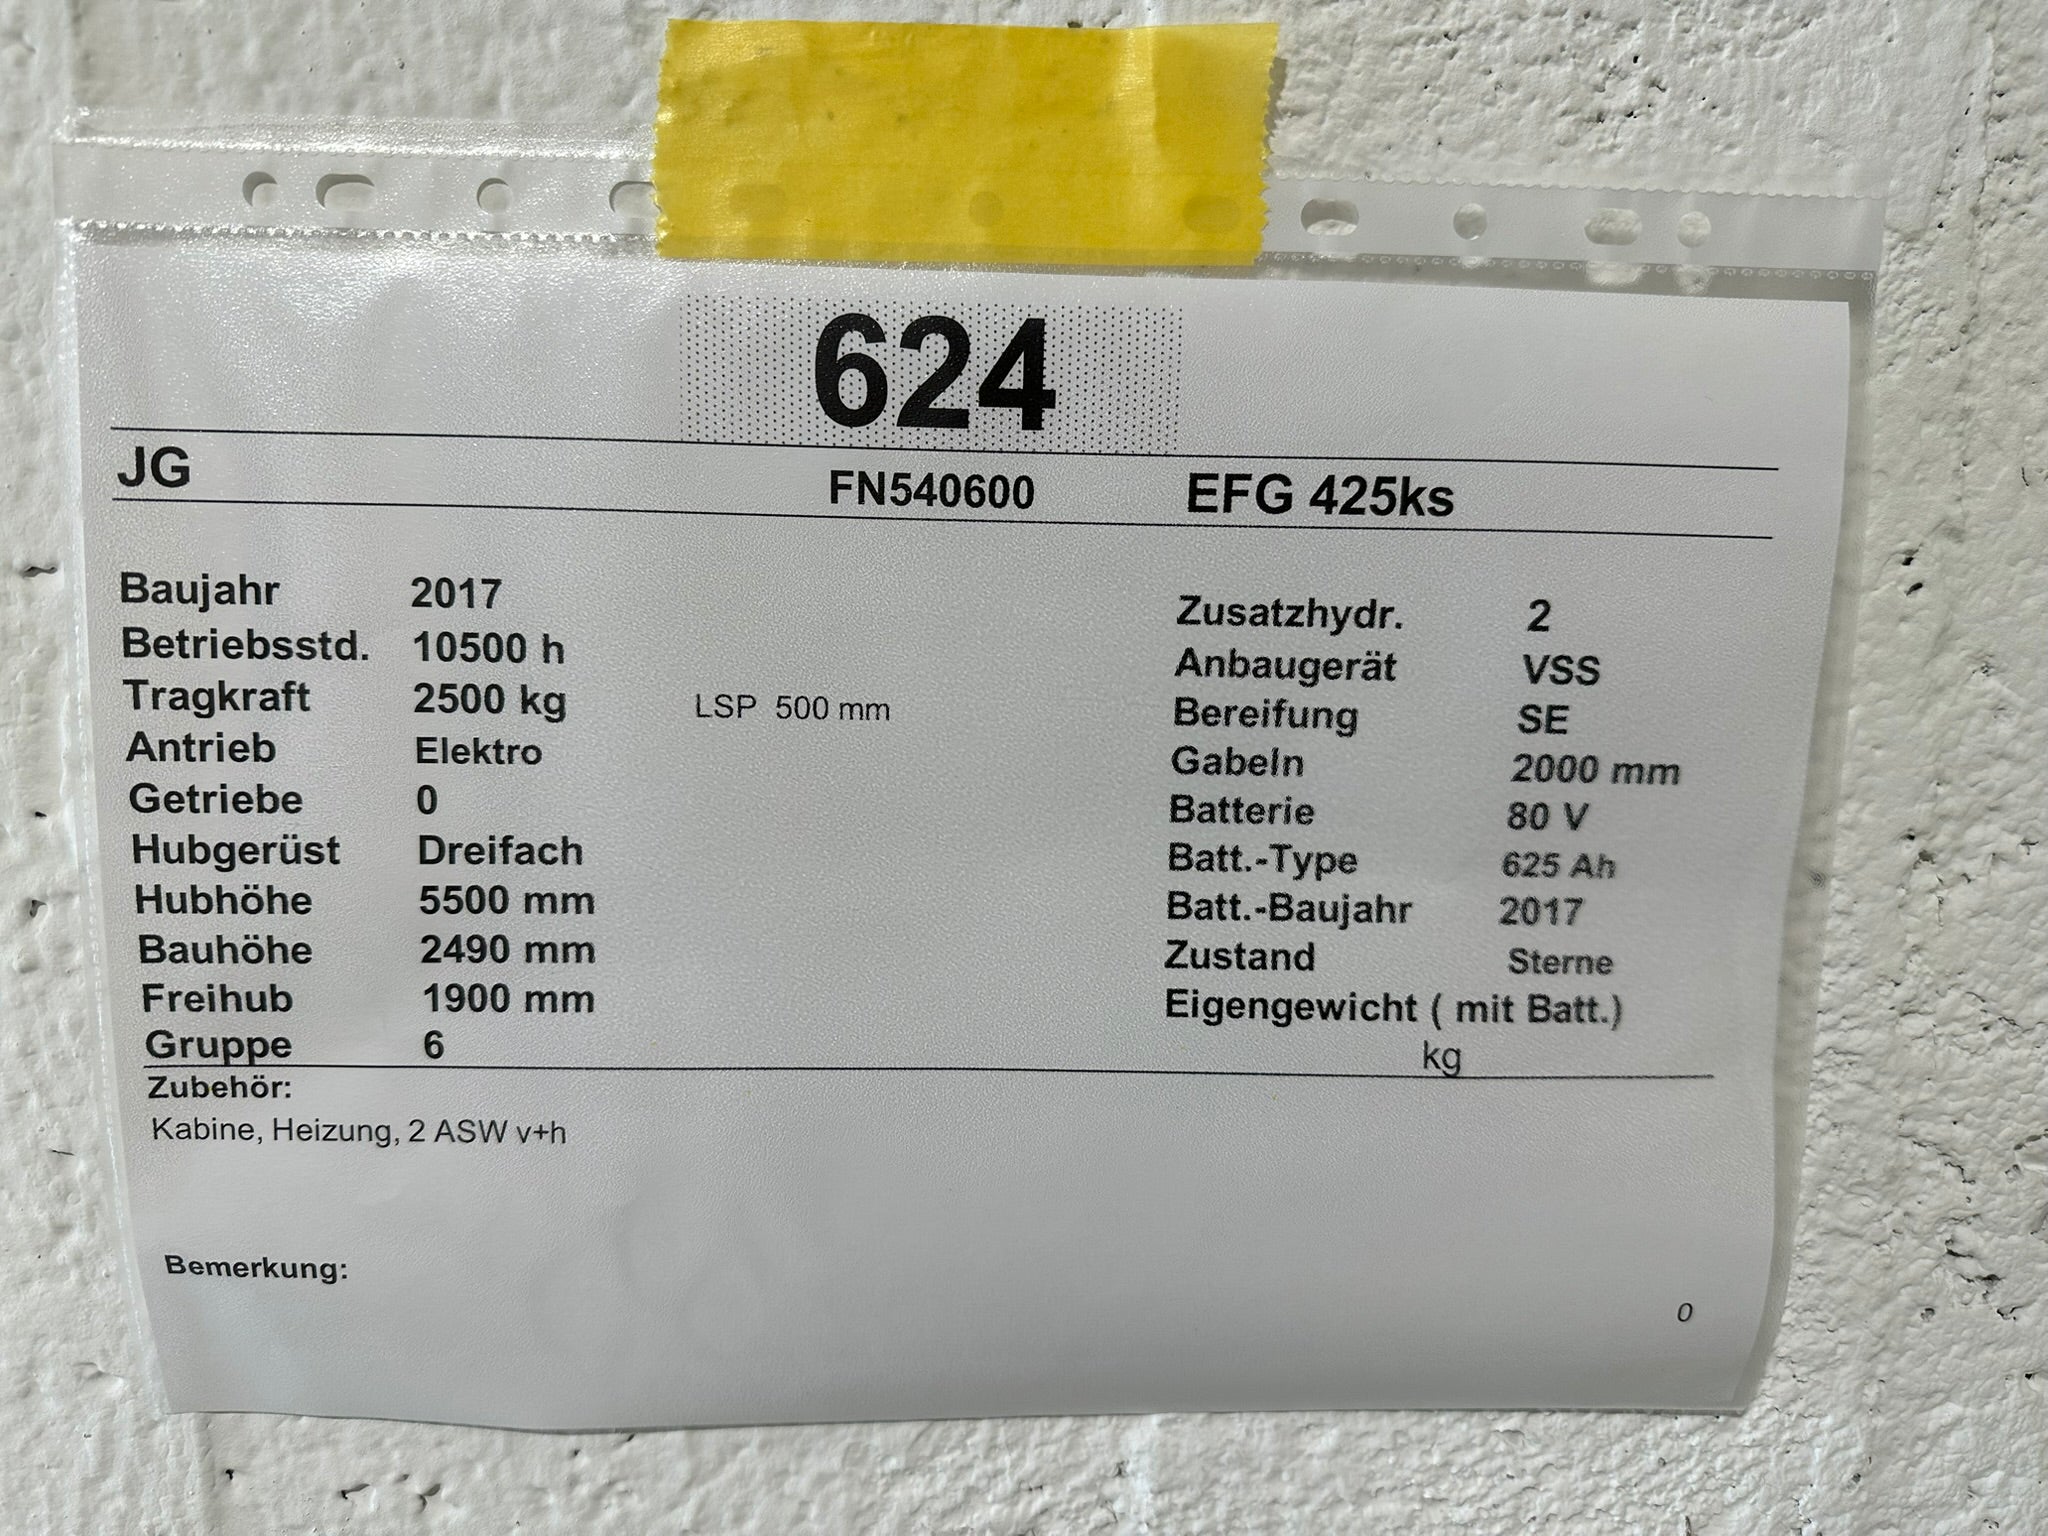 624
JG FN540600 EFG 425ks
Baujahr 2017
Betriebsstd. 10500 h
Tragkraft 2500 kg LSP 500 mm
Antrieb Elektro
Getriebe 0
Hubgerüst Dreifach
Hubhöhe 5500 mm
Bauhöhe 2490 mm
Freihub 1900 mm
Gruppe 6
Zusatzhydr. 2
Anbaugerät VSS
Bereifung SE
Gabeln 2000 mm
Batterie 80 V
Batt.-Type 625 Ah
Batt.-Baujahr 2017
Zustand Sterne
Eigengewicht ( mit Batt.)
kg
Zubehör:
Kabine, Heizung, 2 ASW v+h
Bemerkung:
0